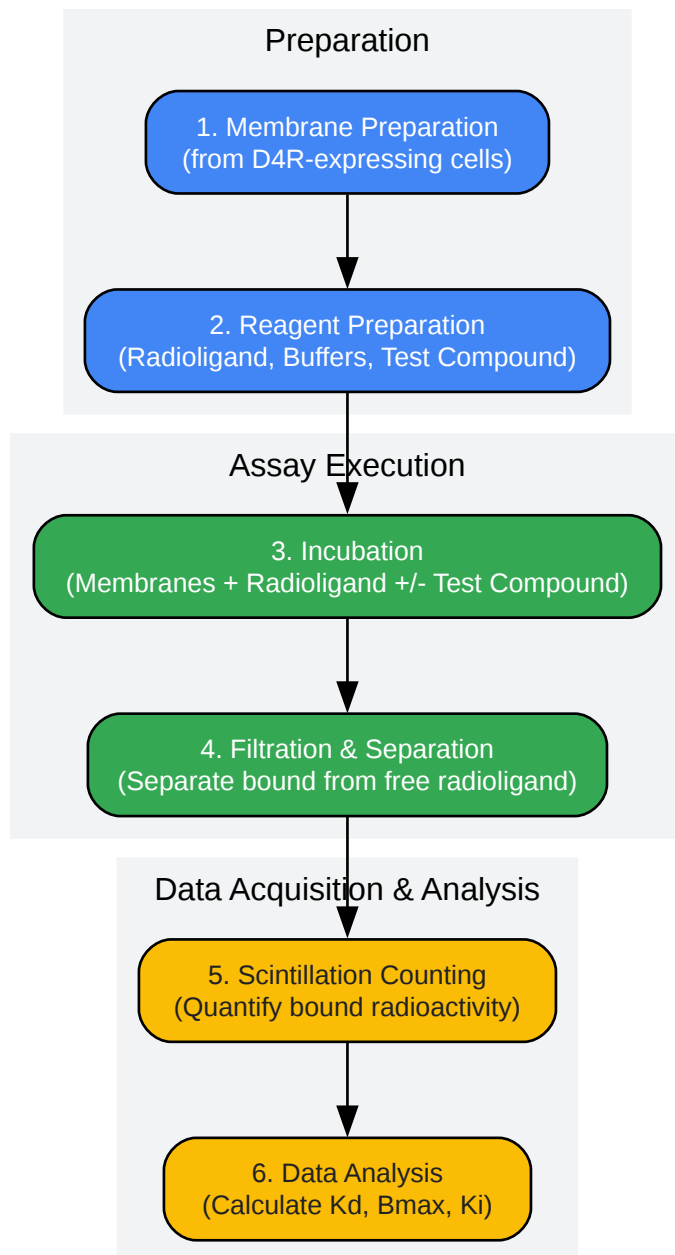 Preparation
1. Membrane Preparation
(from D4R-expressing cells)
2. Reagent Preparation
(Radioligand, Buffers, Test Compound)
Assay Execution
3. Incubation
(Membranes + Radioligand +/- Test Compound)
4. Filtration & Separation
(Separate bound from free radioligand)
Data Acquisition & Analysis
5. Scintillation Counting
(Quantify bound radioactivity)
6. Data Analysis
(Calculate Kd, Bmax, Ki)